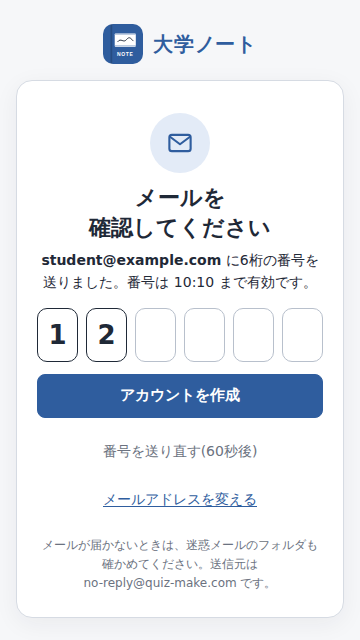 NOTE
大学ノート
メールを
確認してください
student@example.com に6桁の番号を
送りました。番号は 10:10 まで有効です。
1 2
アカウントを作成
番号を送り直す(60秒後)
メールアドレスを変える
メールが届かないときは、迷惑メールのフォルダも
確かめてください。送信元は
no-reply@quiz-make.com です。